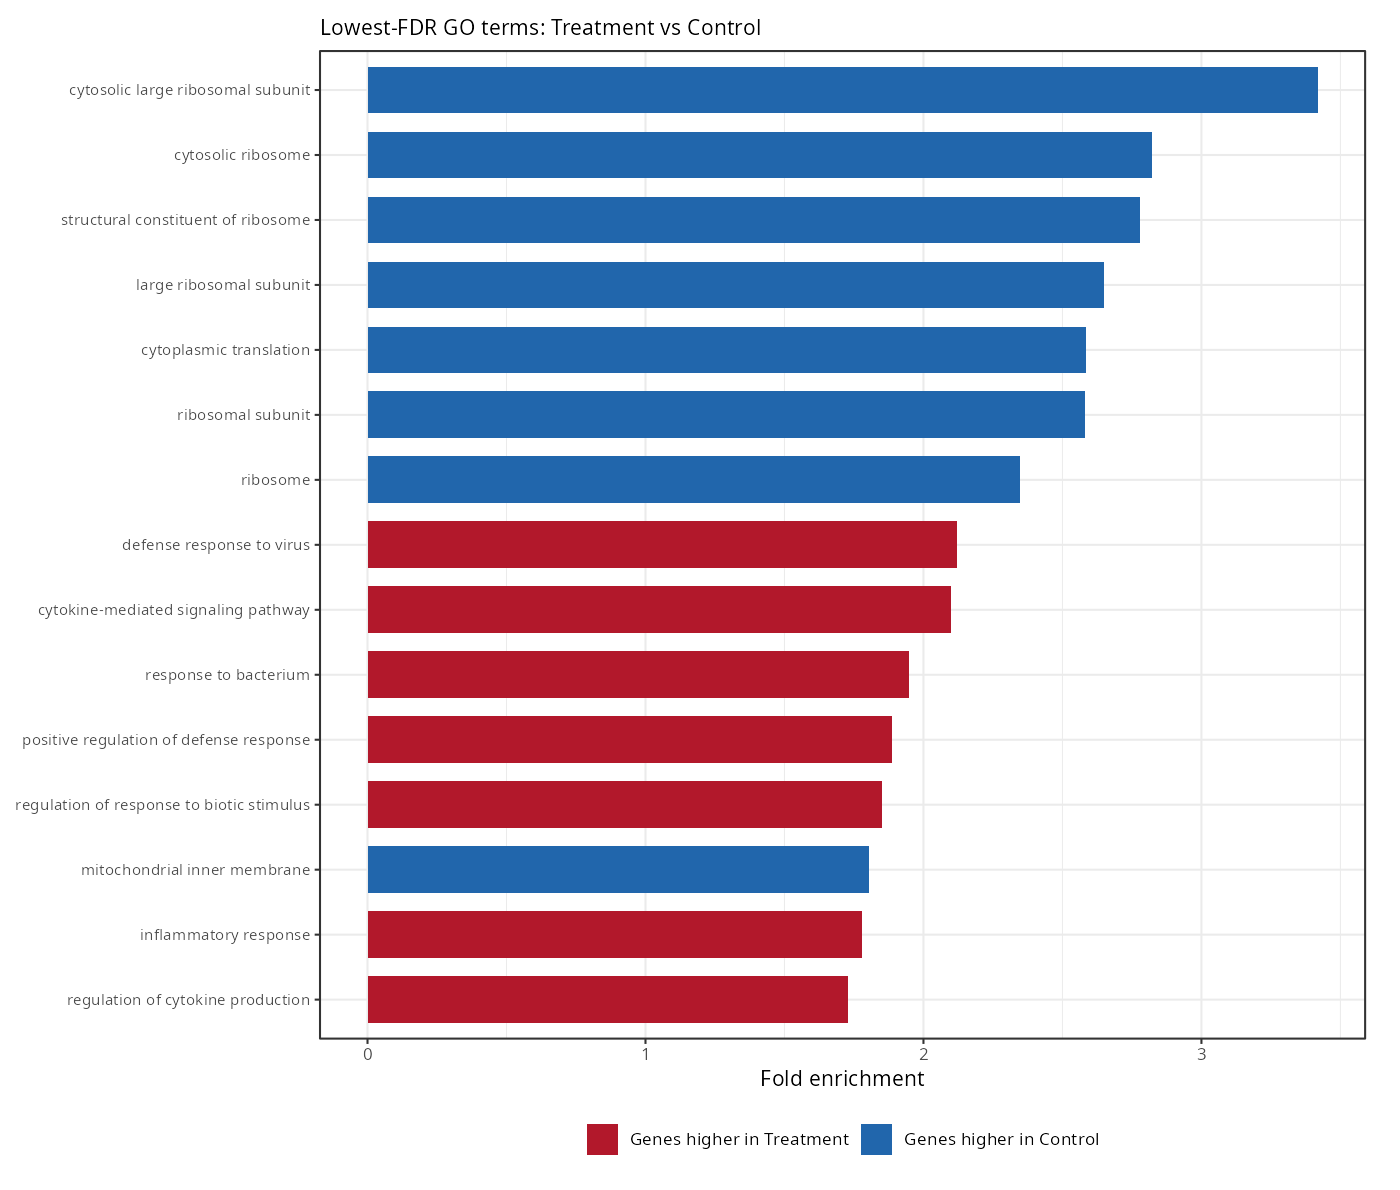 Lowest-FDR GO terms: Treatment vs Control
cytosolic large ribosomal subunit
cytosolic ribosome
structural constituent of ribosome
large ribosomal subunit
cytoplasmic translation
ribosomal subunit
ribosome
defense response to virus
cytokine-mediated signaling pathway
response to bacterium
positive regulation of defense response
regulation of response to biotic stimulus
mitochondrial inner membrane
inflammatory response
regulation of cytokine production
0 1 2 3
Fold enrichment
Genes higher in Treatment Genes higher in Control